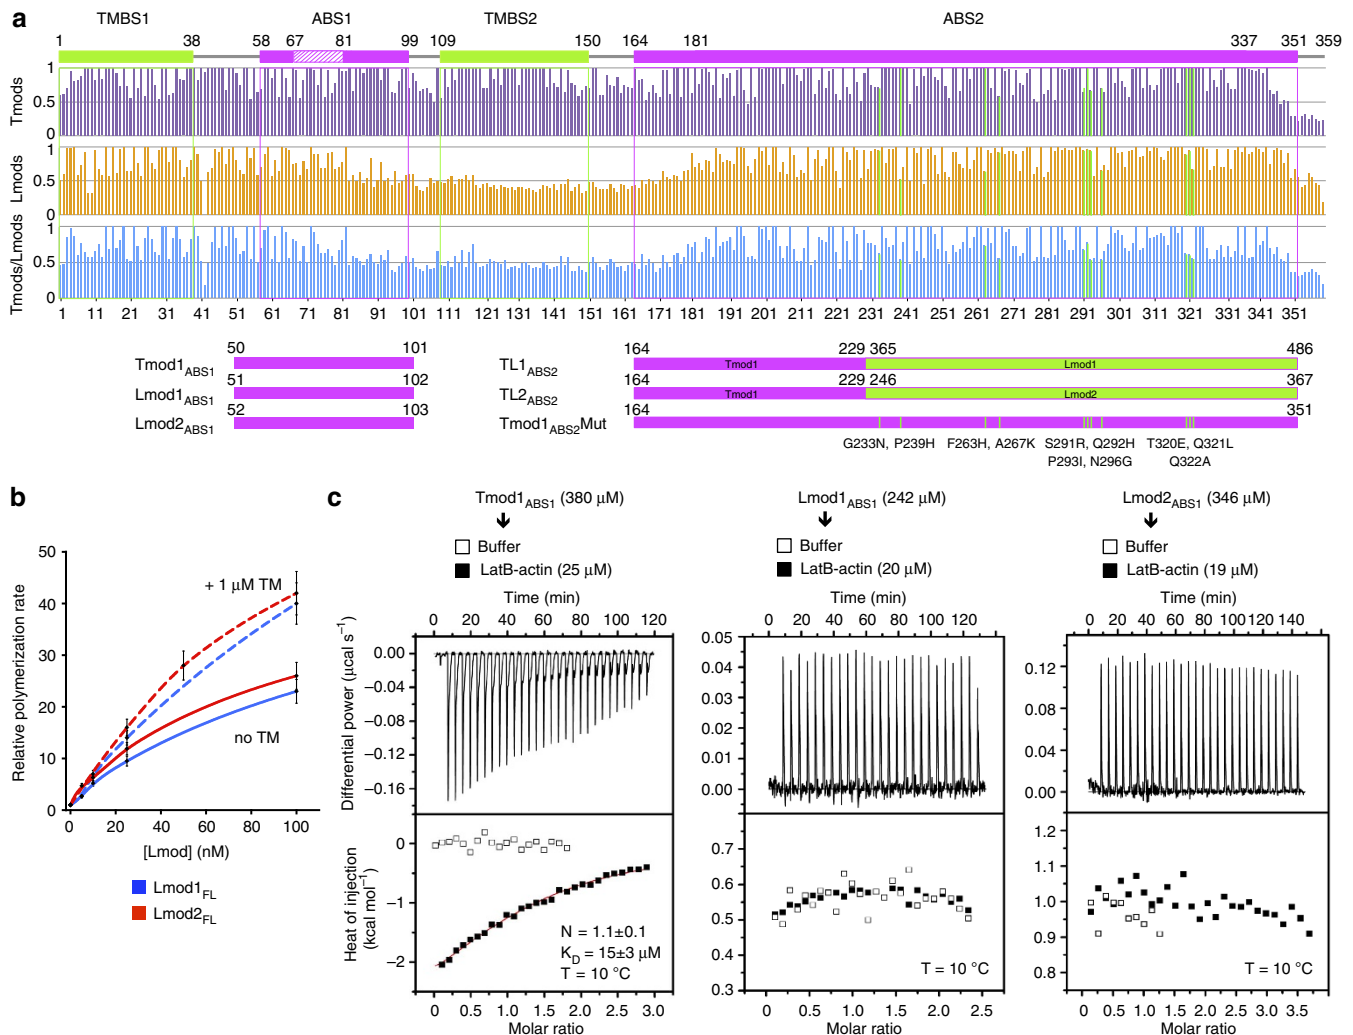 a
TMBS1 ABS1 TMBS2 ABS2
1 38 58 67 81 99 109 150 164 181 337 351 359
Tmods
1
0.5
0
Lmods
1
0.5
0
Tmods/Lmods
1
0.5
0
1 11 21 31 41 51 61 71 81 91 101 111 121 131 141 151 161 171 181 191 201 211 221 231 241 251 261 271 281 291 301 311 321 331 341 351
50 101
Tmod1ABS1
51 102
Lmod1ABS1
52 103
Lmod2ABS1
164 229 365 486
TL1ABS2 Tmod1 Lmod1
164 229 246 367
TL2ABS2 Tmod1 Lmod2
164 351
Tmod1ABS2Mut
G233N, P239H F263H, A267K S291R, Q292H T320E, Q321L
P293I, N296G Q322A
b
Relative polymerization rate
50
40
30
20
10
0
+ 1 μM TM
no TM
0 20 40 60 80 100
[Lmod] (nM)
Lmod1FL
Lmod2FL
c
Tmod1ABS1 (380 μM)
Buffer
LatB-actin (25 μM)
Time (min)
0 20 40 60 80 100 120
Differential power (μcal s−1)
0.00
−0.04
−0.08
−0.12
−0.16
Heat of injection
(kcal mol−1)
0
−1
−2
N = 1.1±0.1
KD = 15±3 μM
T = 10 °C
0 0.5 1.0 1.5 2.0 2.5 3.0
Molar ratio
Lmod1ABS1 (242 μM)
Buffer
LatB-actin (20 μM)
Time (min)
0 20 40 60 80 100 120
0.05
0.04
0.03
0.02
0.01
0.00
0.7
0.6
0.5
0.4
0.3
T = 10 °C
0 0.5 1.0 1.5 2.0 2.5
Molar ratio
Lmod2ABS1 (346 μM)
Buffer
LatB-actin (19 μM)
Time (min)
0 20 40 60 80 100 120 140
0.12
0.08
0.04
0.00
1.2
1.1
1.0
0.9
0.8
T = 10 °C
0 0.5 1.0 1.5 2.0 2.5 3.0 3.5
Molar ratio